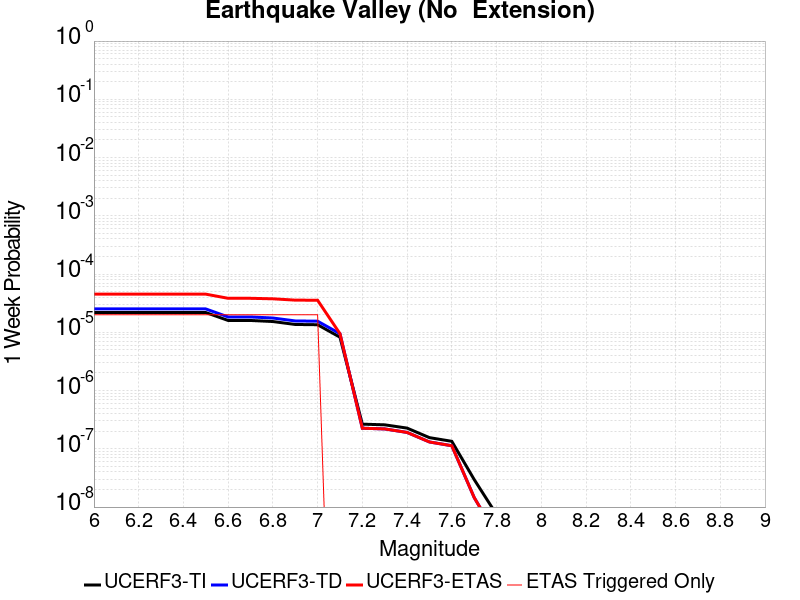 Earthquake Valley (No  Extension)
10^0
10^-1
10^-2
10^-3
10^-4
10^-5
10^-6
10^-7
10^-8
1 Week Probability
6 6.2 6.4 6.6 6.8 7 7.2 7.4 7.6 7.8 8 8.2 8.4 8.6 8.8 9
Magnitude
UCERF3-TI UCERF3-TD UCERF3-ETAS ETAS Triggered Only